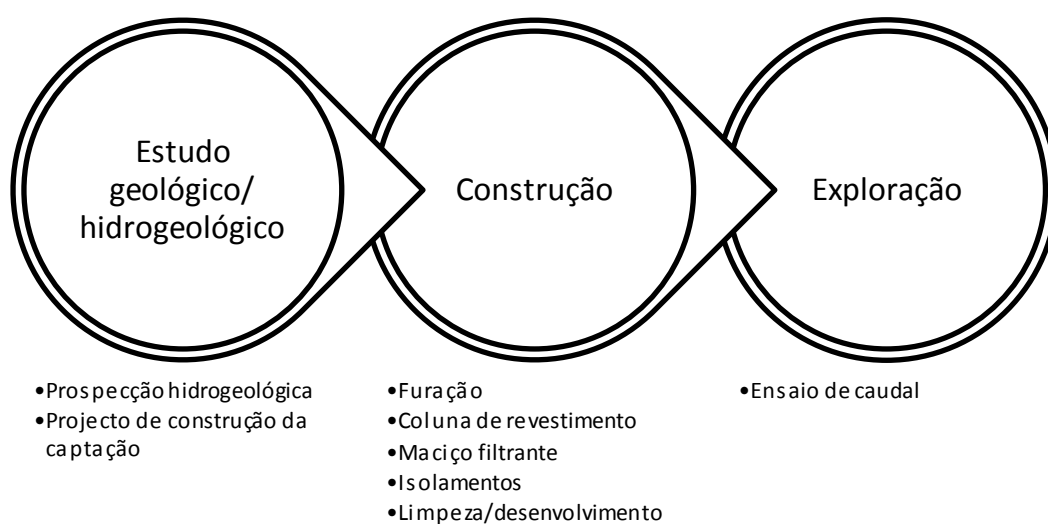 Estudo
geológico/
hidrogeológico
Construção
Exploração
•Prospecção hidrogeológica
•Projecto de construção da
captação
•Furação
•Coluna de revestimento
•Maciço filtrante
•Isolamentos
•Limpeza/desenvolvimento
•Ensaio de caudal